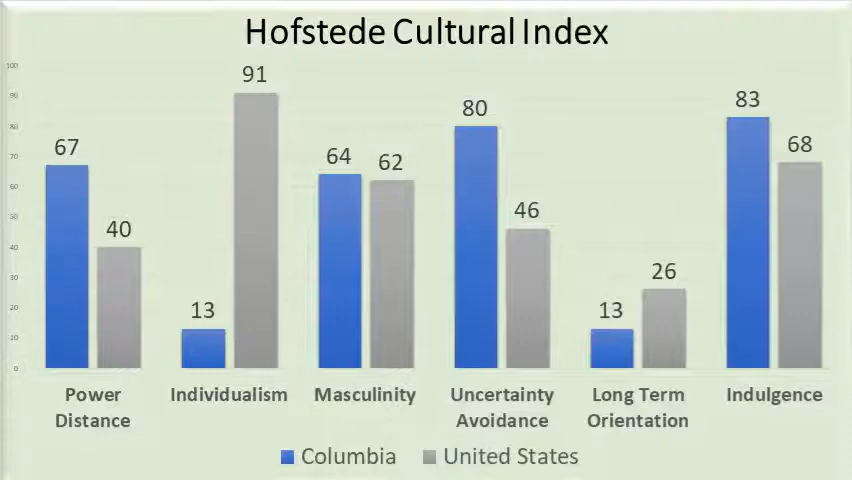 Hofstede Cultural Index
100
90
80
70
60
50
40
30
20
10
0
67
40
13
91
64
62
80
46
13
26
83
68
Power
Distance
Individualism
Masculinity
Uncertainty
Avoidance
Long Term
Orientation
Indulgence
Columbia
United States